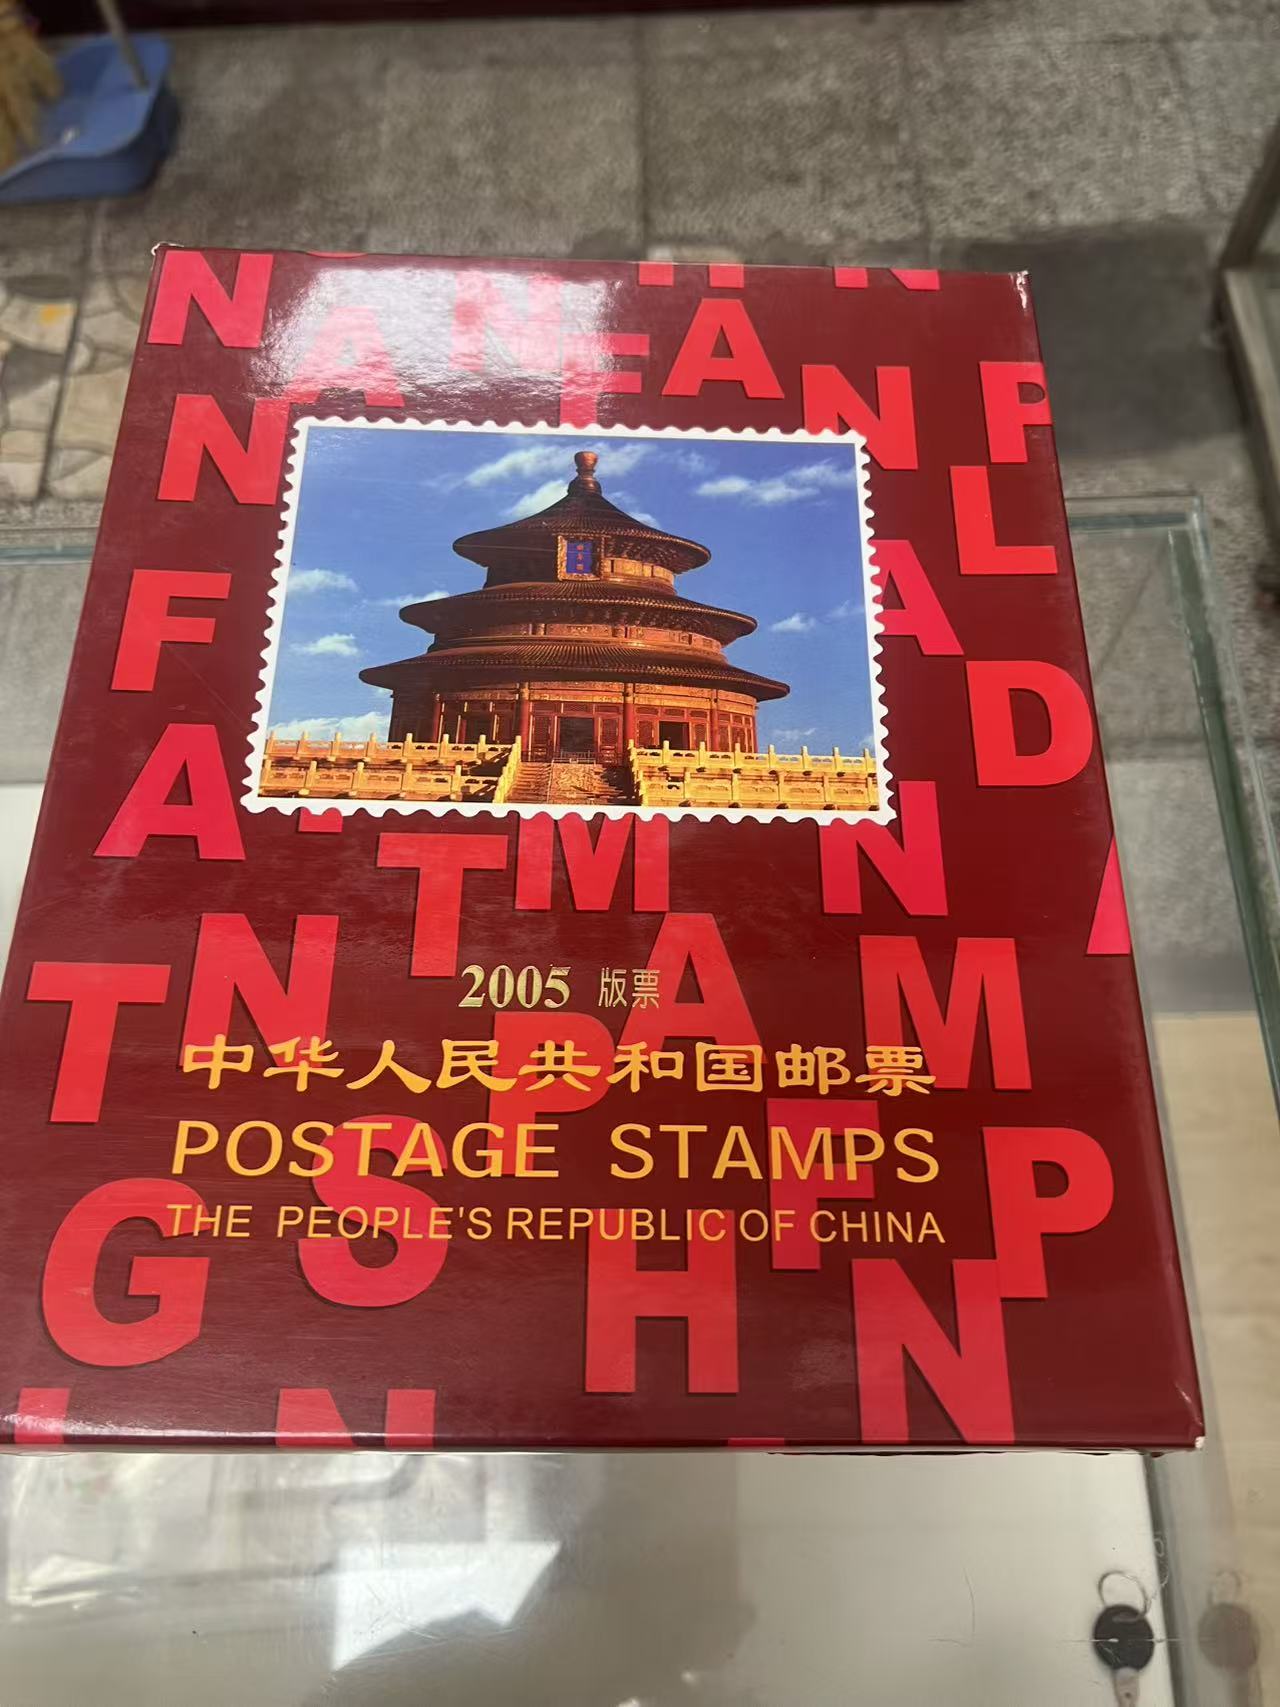 N A N F A N P
N L
F A D
A T M N
T N A M
2005 版票
中华人民共和国邮票
POSTAGE STAMPS
THE PEOPLE'S REPUBLIC OF CHINA
P S F P
G H N